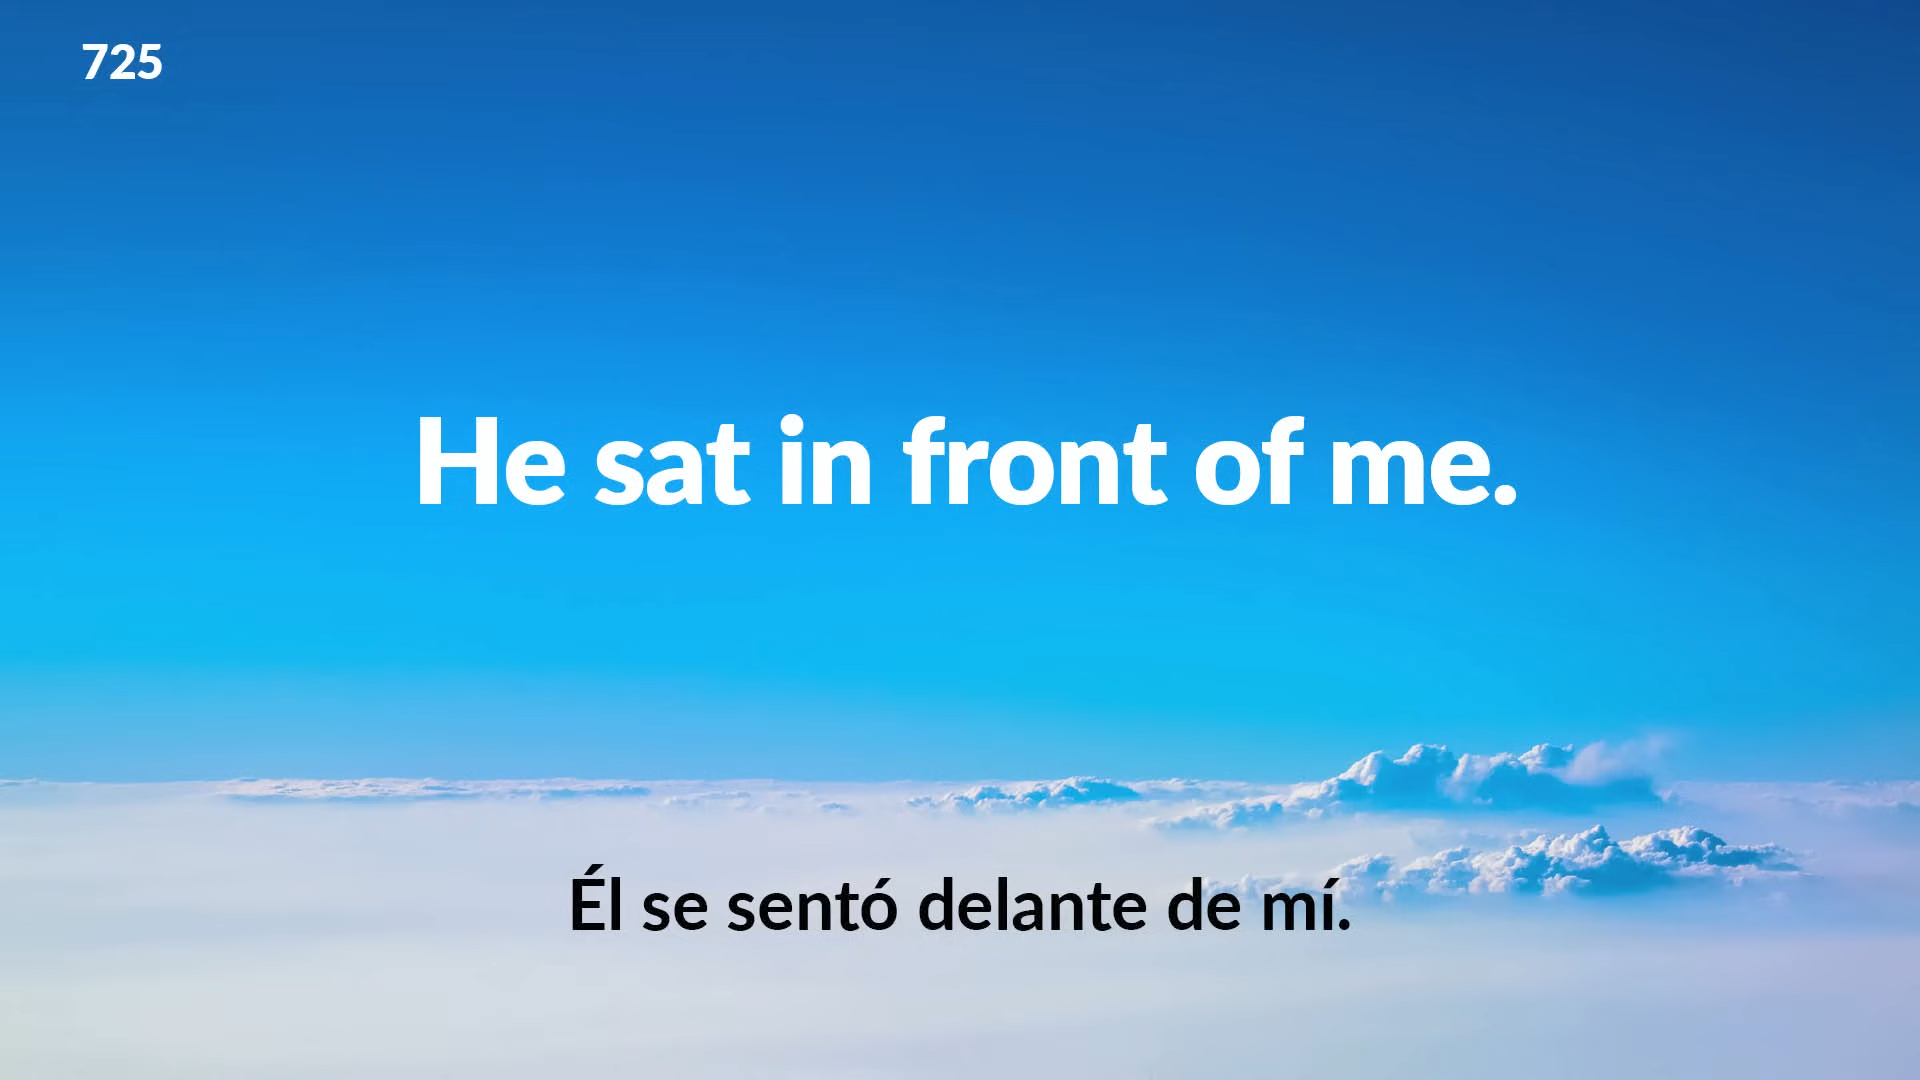 725
He sat in front of me.
Él se sentó delante de mí.